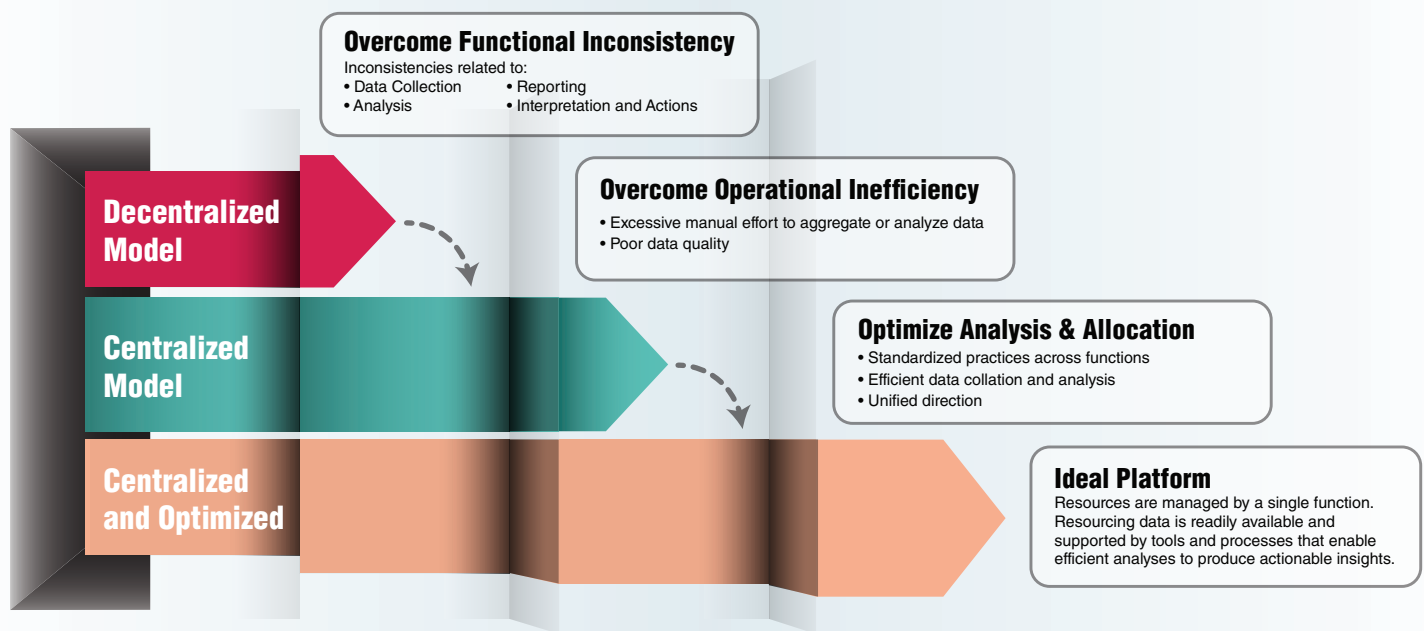 Overcome Functional Inconsistency
Inconsistencies related to:
• Data Collection
• Analysis
• Reporting
• Interpretation and Actions
Decentralized
Model
Overcome Operational Inefficiency
• Excessive manual effort to aggregate or analyze data
• Poor data quality
Centralized
Model
Optimize Analysis & Allocation
• Standardized practices across functions
• Efficient data collation and analysis
• Unified direction
Centralized
and Optimized
Ideal Platform
Resources are managed by a single function.
Resourcing data is readily available and
supported by tools and processes that enable
efficient analyses to produce actionable insights.